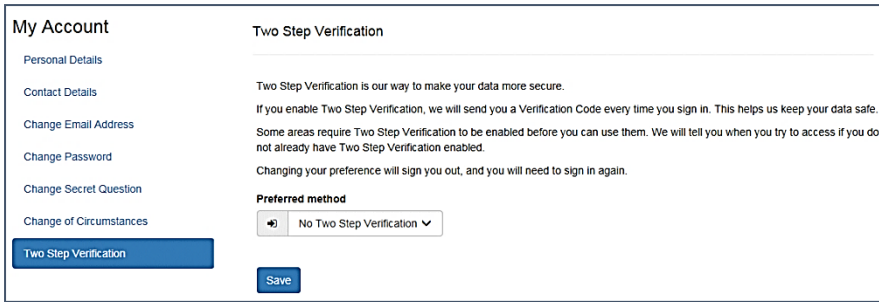 My Account
Personal Details
Contact Details
Change Email Address
Change Password
Change Secret Question
Change of Circumstances
Two Step Verification
Two Step Verification
Two Step Verification is our way to make your data more secure.
If you enable Two Step Verification, we will send you a Verification Code every time you sign in. This helps us keep your data safe.
Some areas require Two Step Verification to be enabled before you can use them. We will tell you when you try to access if you do
not already have Two Step Verification enabled.
Changing your preference will sign you out, and you will need to sign in again.
Preferred method
No Two Step Verification
Save